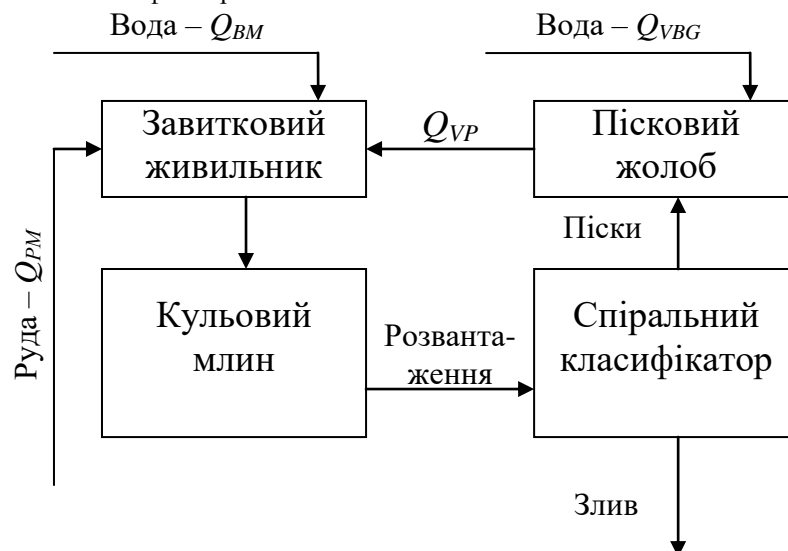 Вода – Q_BM
Вода – Q_VBG
Завитковий
живильник
Q_VP
Пісковий
жолоб
Піски
Руда – Q_PM
Кульовий
млин
Розванта-
ження
Спіральний
класифікатор
Злив